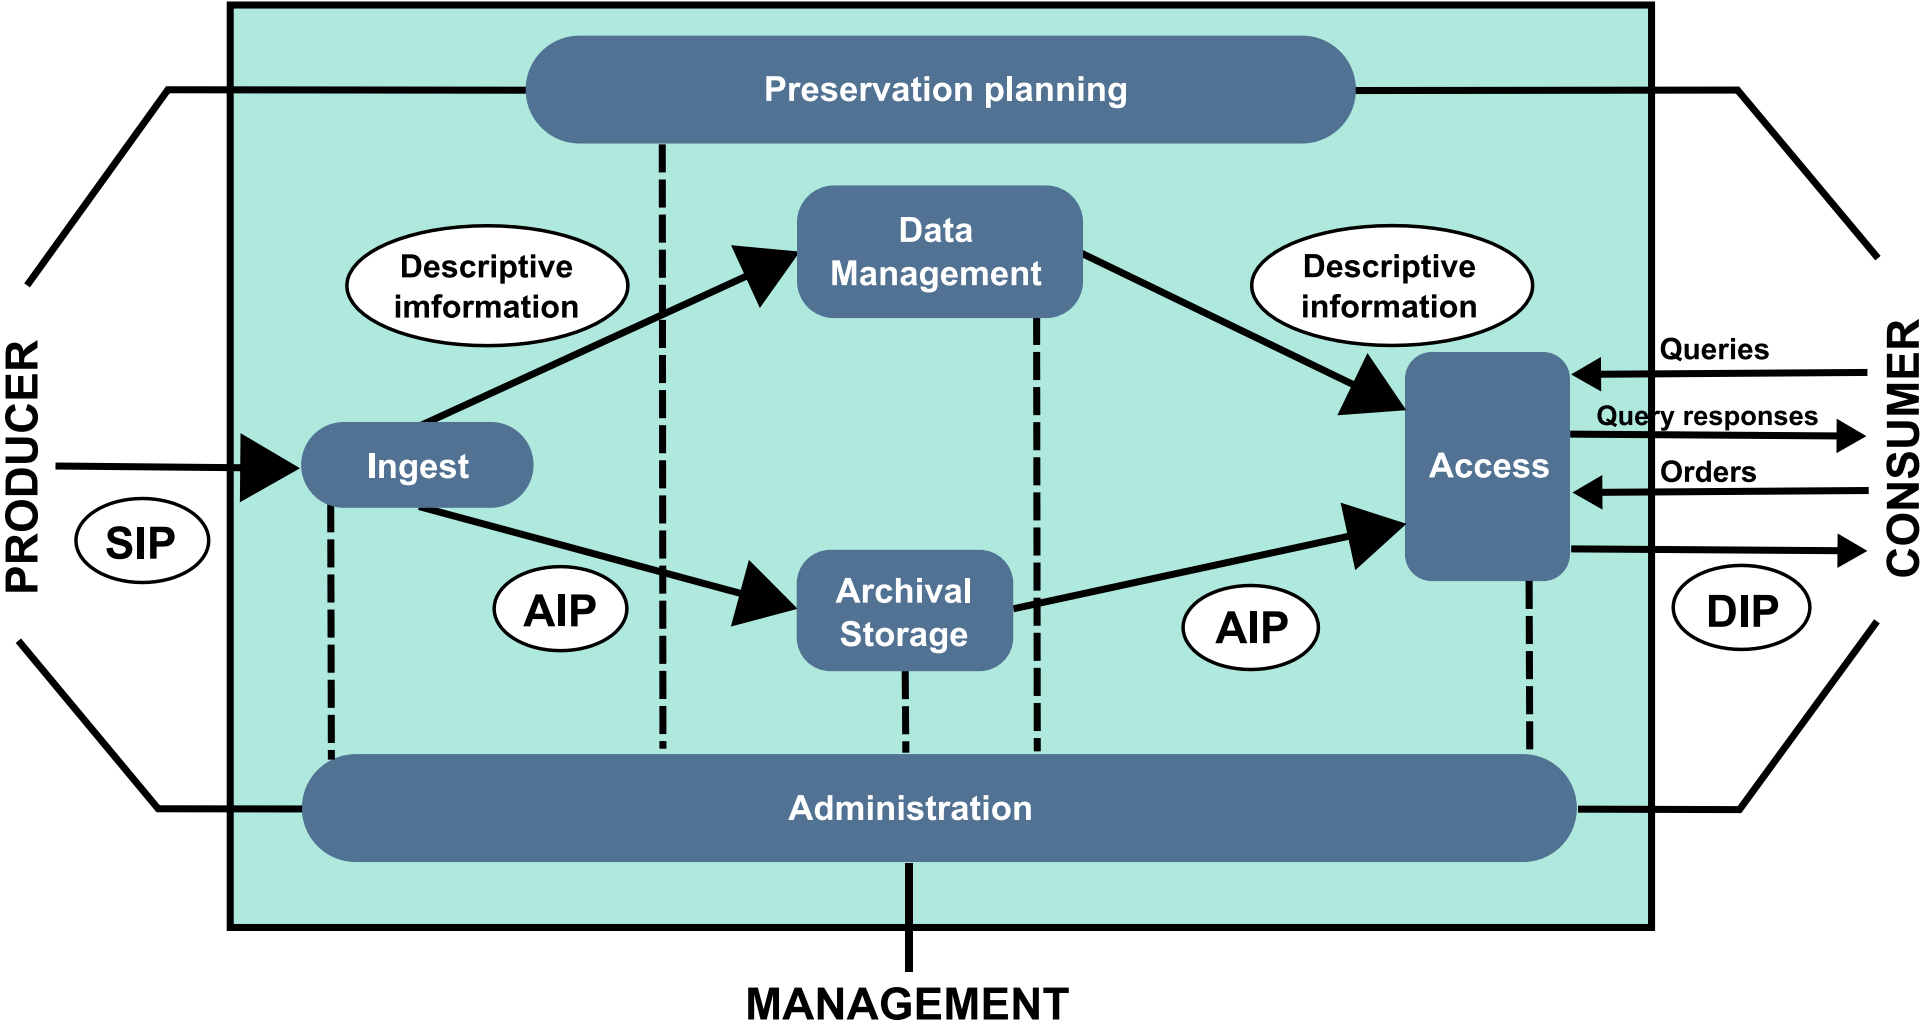 Preservation planning
Data
Management
Descriptive
imformation
Descriptive
information
PRODUCER
CONSUMER
Queries
Query responses
Ingest
Access
Orders
SIP
AIP
Archival
Storage
AIP
DIP
Administration
MANAGEMENT